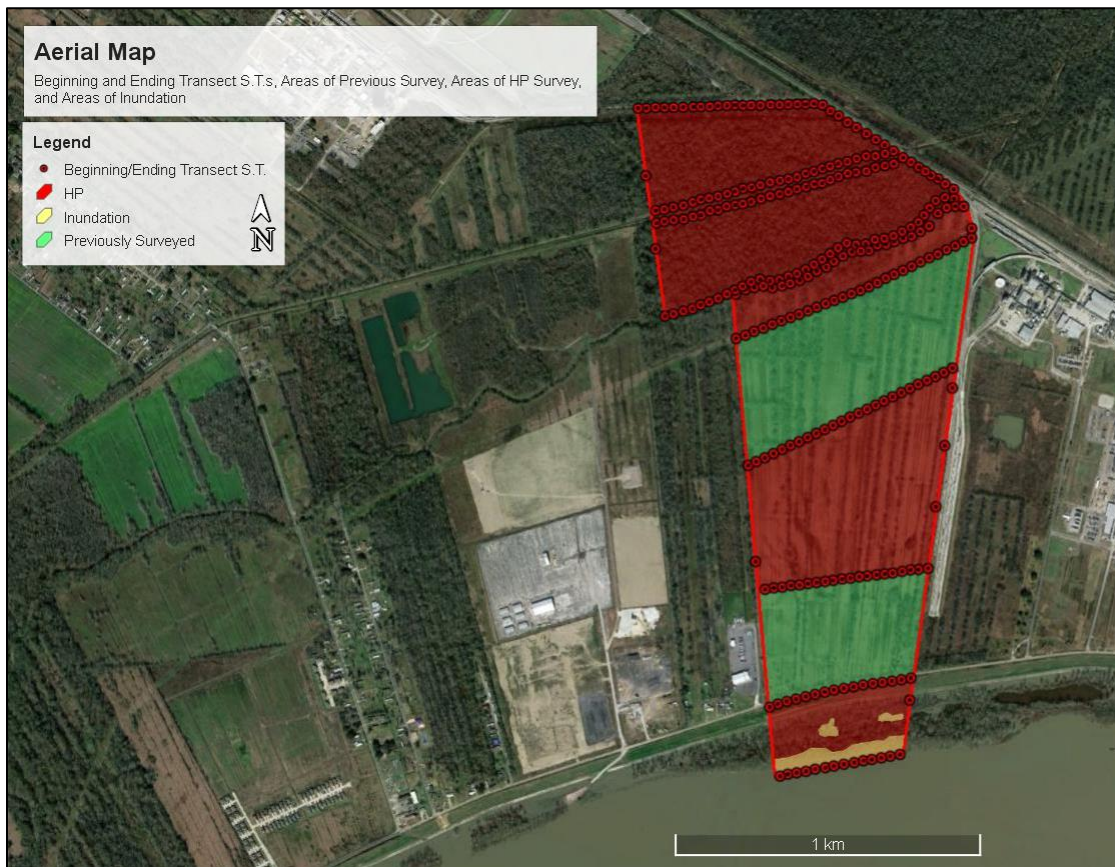 Aerial Map
Beginning and Ending Transect S.T.s, Areas of Previous Survey, Areas of HP Survey,
and Areas of Inundation
Legend
Beginning/Ending Transect S.T.
HP
Inundation
Previously Surveyed
N
1 km